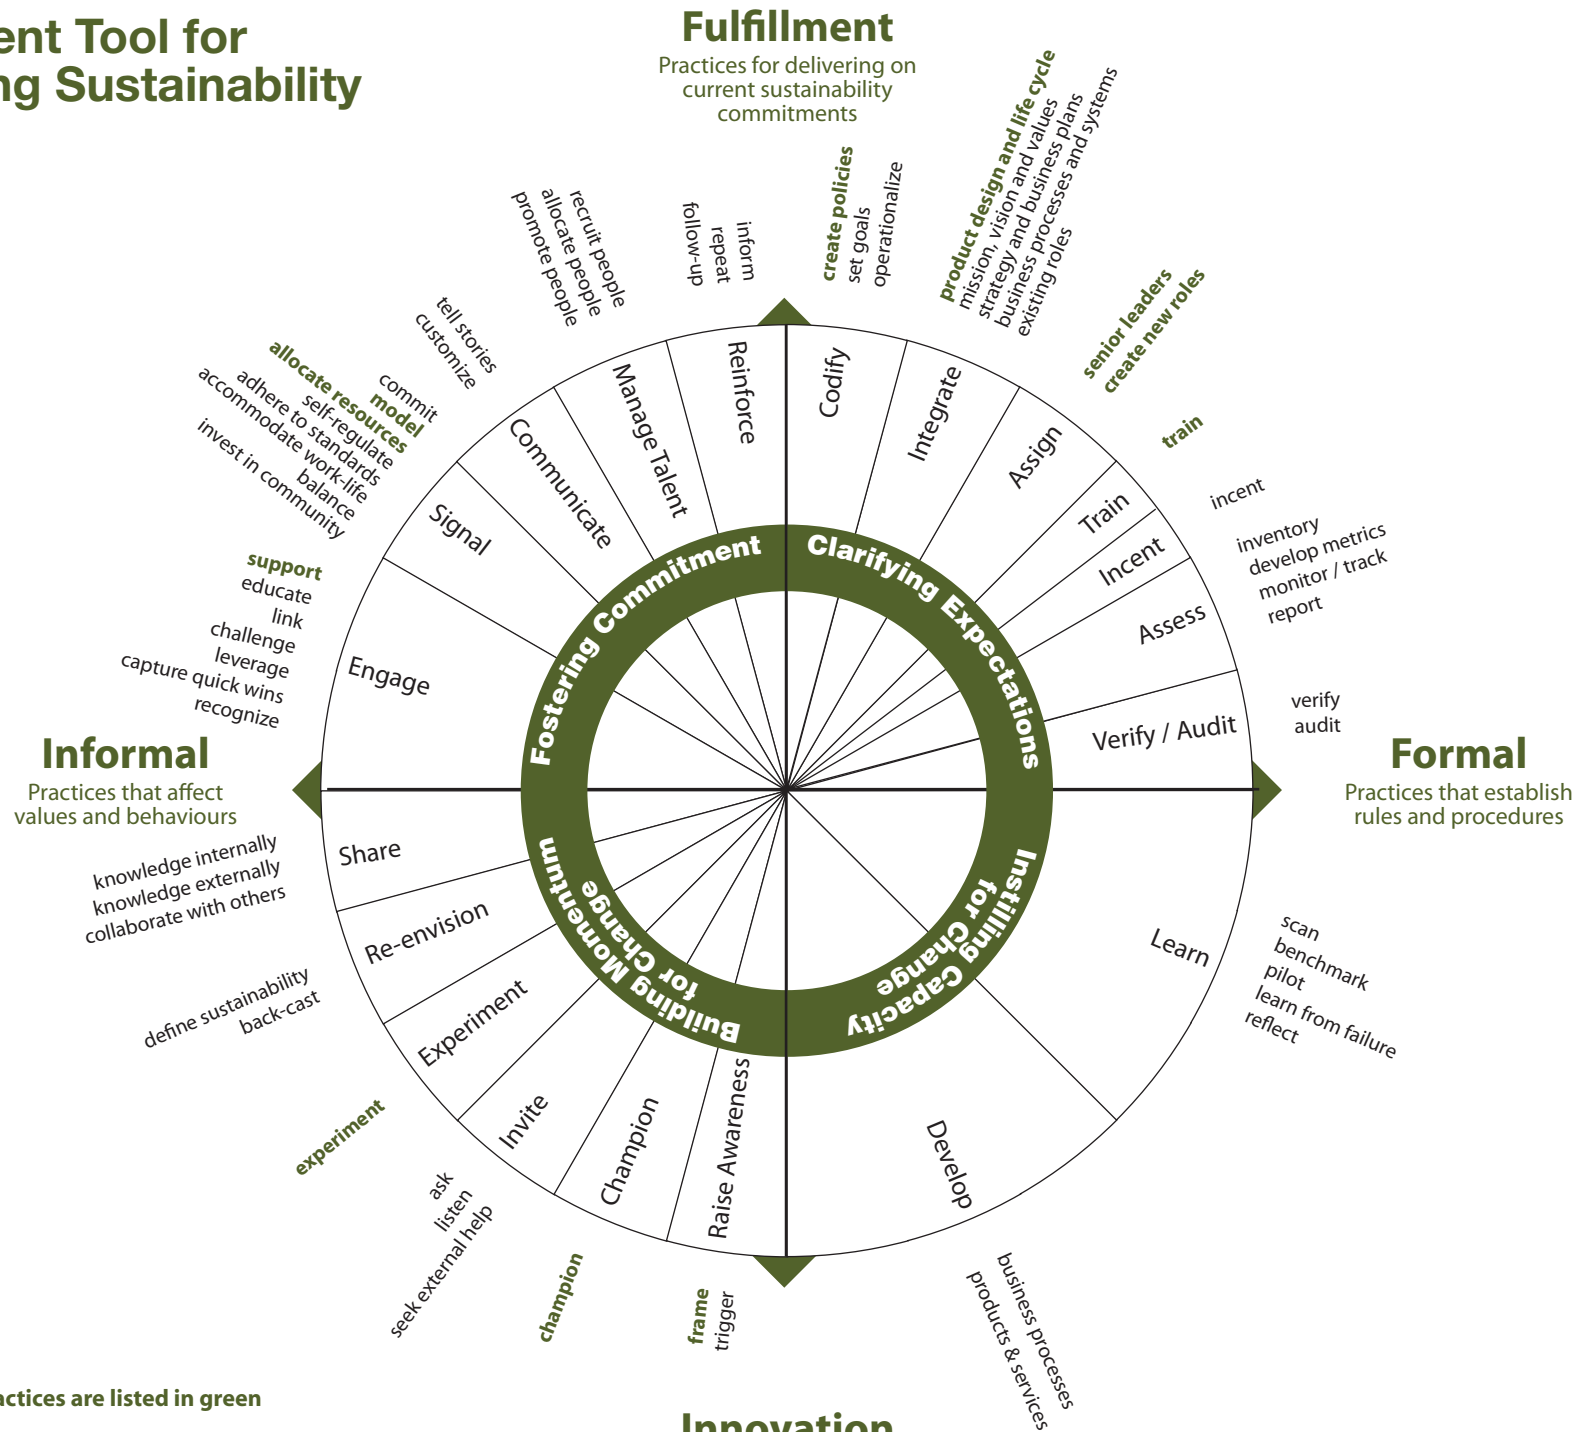 ent Tool for
ng Sustainability
Fulfillment
Practices for delivering on
current sustainability
commitments
follow-up
repeat
inform
create policies
set goals
operationalize
product design and life cycle
mission, vision and values
strategy and business plans
business processes and systems
existing roles
senior leaders
create new roles
train
incent
inventory
develop metrics
monitor / track
report
verify
audit
recruit people
allocate people
promote people
tell stories
customize
commit
model
allocate resources
self-regulate
adhere to standards
accommodate work-life
balance
invest in community
support
educate
link
challenge
leverage
capture quick wins
recognize
Reinforce
Manage Talent
Communicate
Signal
Engage
Codify
Integrate
Assign
Train
Incent
Assess
Verify / Audit
Fostering Commitment
Clarifying Expectations
Informal
Practices that affect
values and behaviours
Formal
Practices that establish
rules and procedures
Building Momentum
for Change
Instilling Capacity
for Change
Share
Re-envision
Experiment
Invite
Champion
Raise Awareness
Develop
Learn
knowledge internally
knowledge externally
collaborate with others
define sustainability
back-cast
experiment
ask
listen
seek external help
champion
frame
trigger
business processes
products & services
scan
benchmark
pilot
learn from failure
reflect
actices are listed in green
Innovation